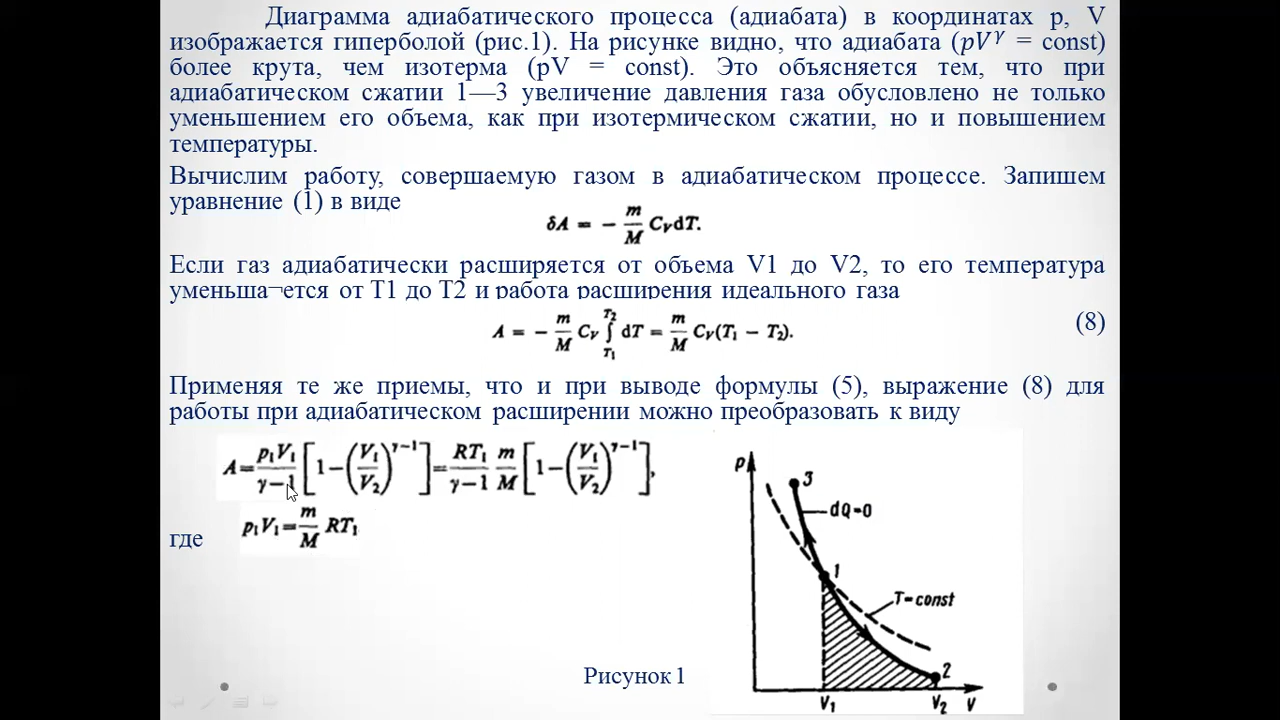 Диаграмма адиабатического процесса (адиабата) в координатах p, V
изображается гиперболой (рис.1). На рисунке видно, что адиабата (𝑝𝑉^𝛾 = const)
более крута, чем изотерма (pV = const). Это объясняется тем, что при
адиабатическом сжатии 1—3 увеличение давления газа обусловлено не только
уменьшением его объема, как при изотермическом сжатии, но и повышением
температуры.
Вычислим работу, совершаемую газом в адиабатическом процессе. Запишем
уравнение (1) в виде
δA = − m/M C_V dT.
Если газ адиабатически расширяется от объема V1 до V2, то его температура
уменьша¬ется от T1 до T2 и работа расширения идеального газа
A = − m/M C_V ∫_{T₁}^{T₂} dT = m/M C_V(T₁ − T₂). (8)
Применяя те же приемы, что и при выводе формулы (5), выражение (8) для
работы при адиабатическом расширении можно преобразовать к виду
A = p₁V₁/(γ−1) [1−(V₁/V₂)^{γ−1}] = RT₁/(γ−1) m/M [1−(V₁/V₂)^{γ−1}],
где p₁V₁ = m/M RT₁
p
3
dQ=0
1
T=const
2
V₁ V₂ V
Рисунок 1